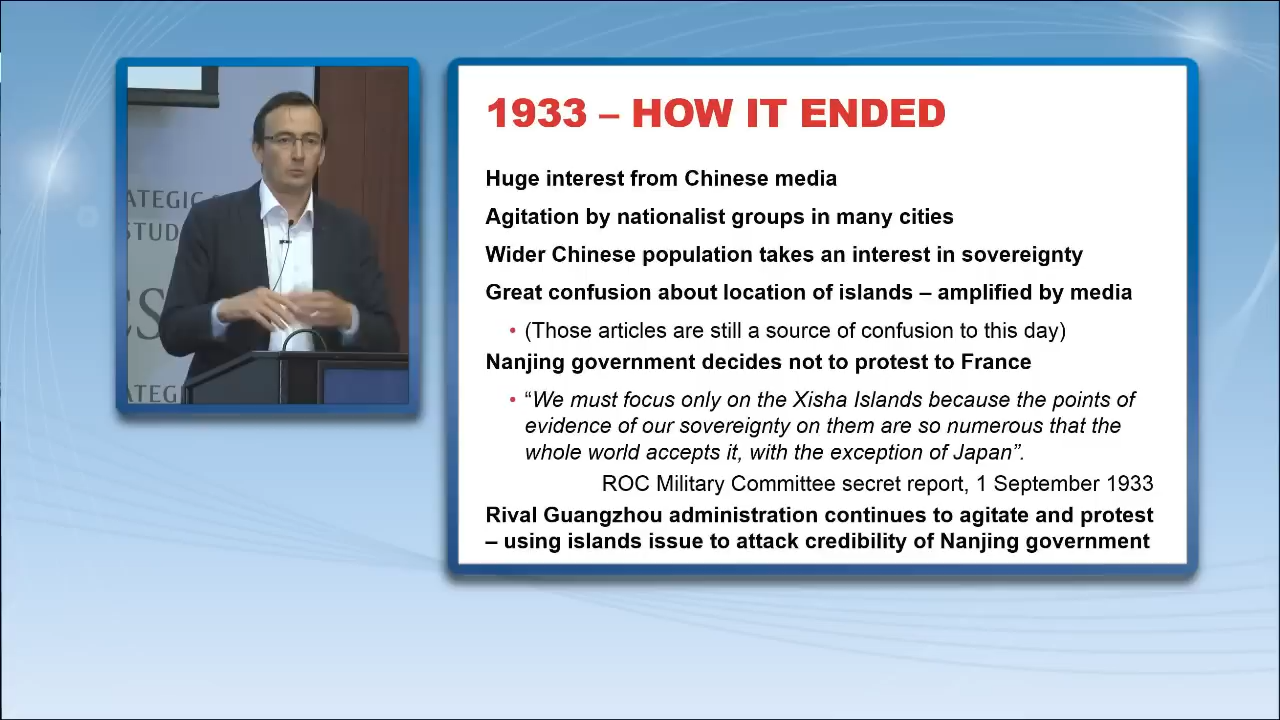 1933 – HOW IT ENDED
Huge interest from Chinese media
Agitation by nationalist groups in many cities
Wider Chinese population takes an interest in sovereignty
Great confusion about location of islands – amplified by media
• (Those articles are still a source of confusion to this day)
Nanjing government decides not to protest to France
• “We must focus only on the Xisha Islands because the points of
evidence of our sovereignty on them are so numerous that the
whole world accepts it, with the exception of Japan”.
ROC Military Committee secret report, 1 September 1933
Rival Guangzhou administration continues to agitate and protest
– using islands issue to attack credibility of Nanjing government
ATEGIC
STUD
CS
ATEG